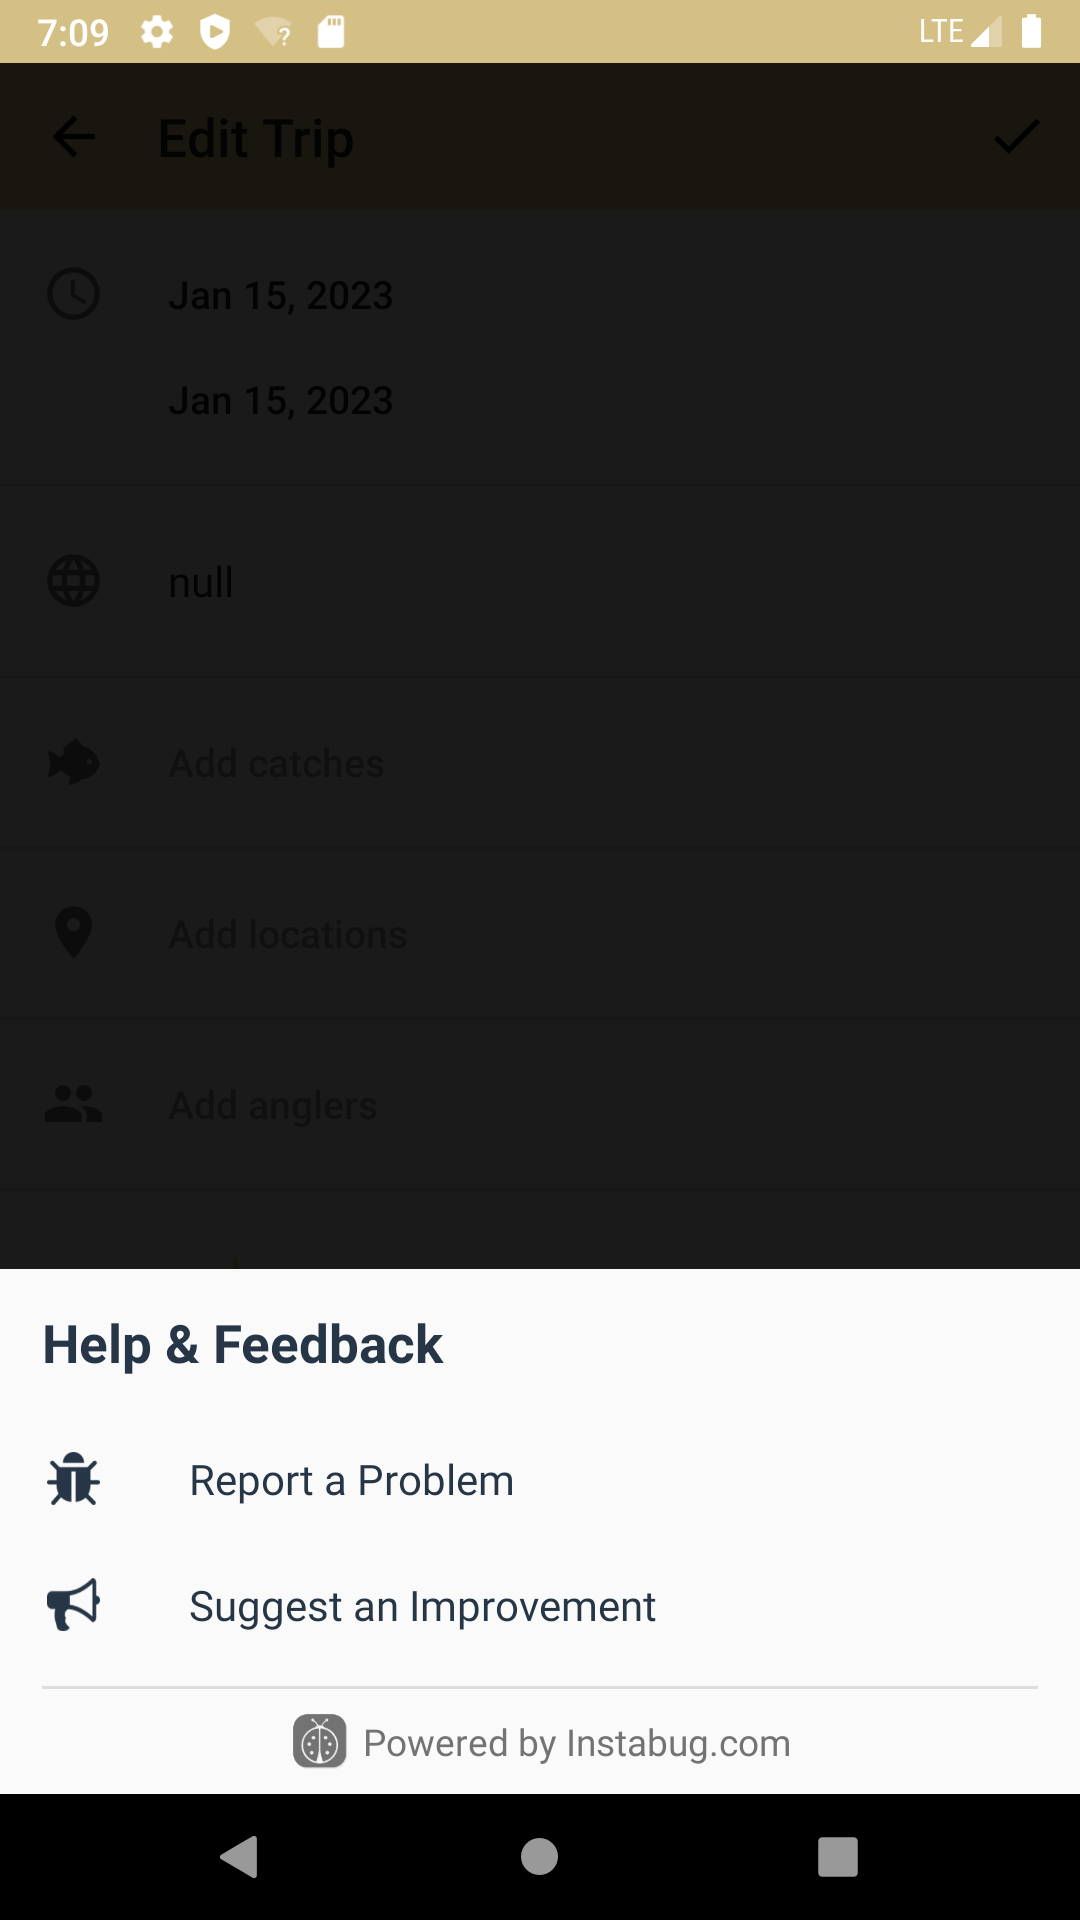 7:09
LTE
Edit Trip
Jan 15, 2023
Jan 15, 2023
null
Add catches
Add locations
Add anglers
Help & Feedback
Report a Problem
Suggest an Improvement
Powered by Instabug.com